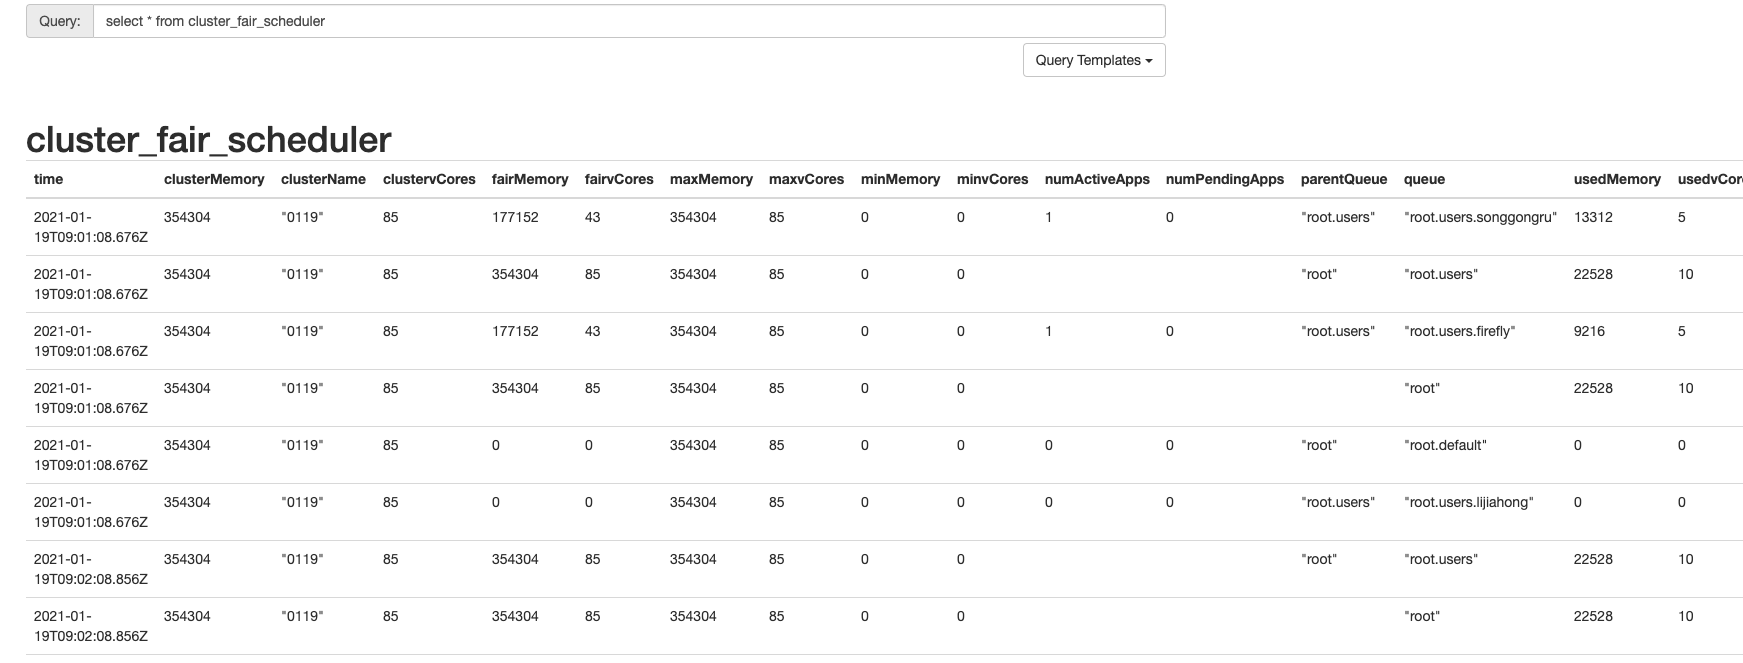 Query: select * from cluster_fair_scheduler
Query Templates
cluster_fair_scheduler
time clusterMemory clusterName clustervCores fairMemory fairvCores maxMemory maxvCores minMemory minvCores numActiveApps numPendingApps parentQueue queue usedMemory usedvCor
2021-01- 354304 "0119" 85 177152 43 354304 85 0 0 1 0 "root.users" "root.users.songgongru" 13312 5
19T09:01:08.676Z
2021-01- 354304 "0119" 85 354304 85 354304 85 0 0 "root" "root.users" 22528 10
19T09:01:08.676Z
2021-01- 354304 "0119" 85 177152 43 354304 85 0 0 1 0 "root.users" "root.users.firefly" 9216 5
19T09:01:08.676Z
2021-01- 354304 "0119" 85 354304 85 354304 85 0 0 "root" 22528 10
19T09:01:08.676Z
2021-01- 354304 "0119" 85 0 0 354304 85 0 0 0 0 "root" "root.default" 0 0
19T09:01:08.676Z
2021-01- 354304 "0119" 85 0 0 354304 85 0 0 0 0 "root.users" "root.users.lijiahong" 0 0
19T09:01:08.676Z
2021-01- 354304 "0119" 85 354304 85 354304 85 0 0 "root" "root.users" 22528 10
19T09:02:08.856Z
2021-01- 354304 "0119" 85 354304 85 354304 85 0 0 "root" 22528 10
19T09:02:08.856Z